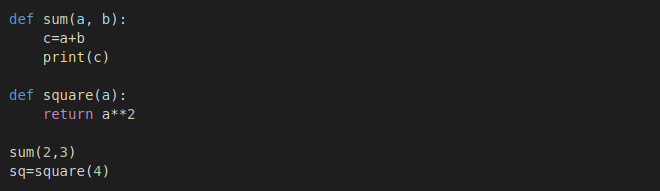 def sum(a, b):
    c=a+b
    print(c)

def square(a):
    return a**2

sum(2,3)
sq=square(4)